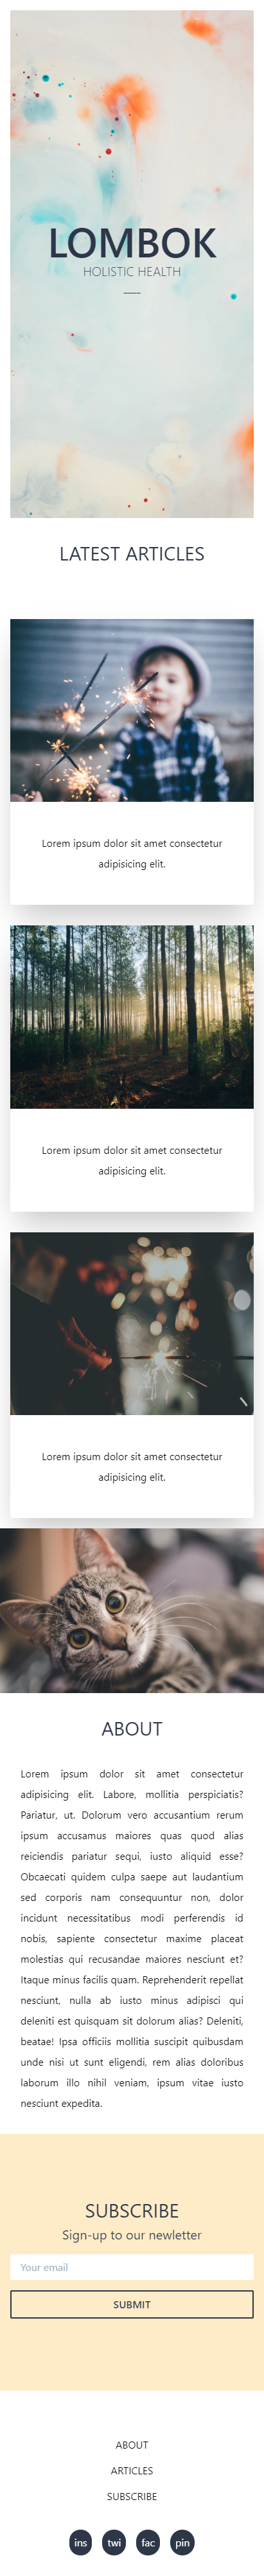 LOMBOK
HOLISTIC HEALTH
LATEST ARTICLES
Lorem ipsum dolor sit amet consectetur
adipisicing elit.
Lorem ipsum dolor sit amet consectetur
adipisicing elit.
Lorem ipsum dolor sit amet consectetur
adipisicing elit.
ABOUT
Lorem ipsum dolor sit amet consectetur
adipisicing elit. Labore, mollitia perspiciatis?
Pariatur, ut. Dolorum vero accusantium rerum
ipsum accusamus maiores quas quod alias
reiciendis pariatur sequi, iusto aliquid esse?
Obcaecati quidem culpa saepe aut laudantium
sed corporis nam consequuntur non, dolor
incidunt necessitatibus modi perferendis id
nobis, sapiente consectetur maxime placeat
molestias qui recusandae maiores nesciunt et?
Itaque minus facilis quam. Reprehenderit repellat
nesciunt, nulla ab iusto minus adipisci qui
deleniti est quisquam sit dolorum alias? Deleniti,
beatae! Ipsa officiis mollitia suscipit quibusdam
unde nisi ut sunt eligendi, rem alias doloribus
laborum illo nihil veniam, ipsum vitae iusto
nesciunt expedita.
SUBSCRIBE
Sign-up to our newletter
Your email
SUBMIT
ABOUT
ARTICLES
SUBSCRIBE
ins twi fac pin